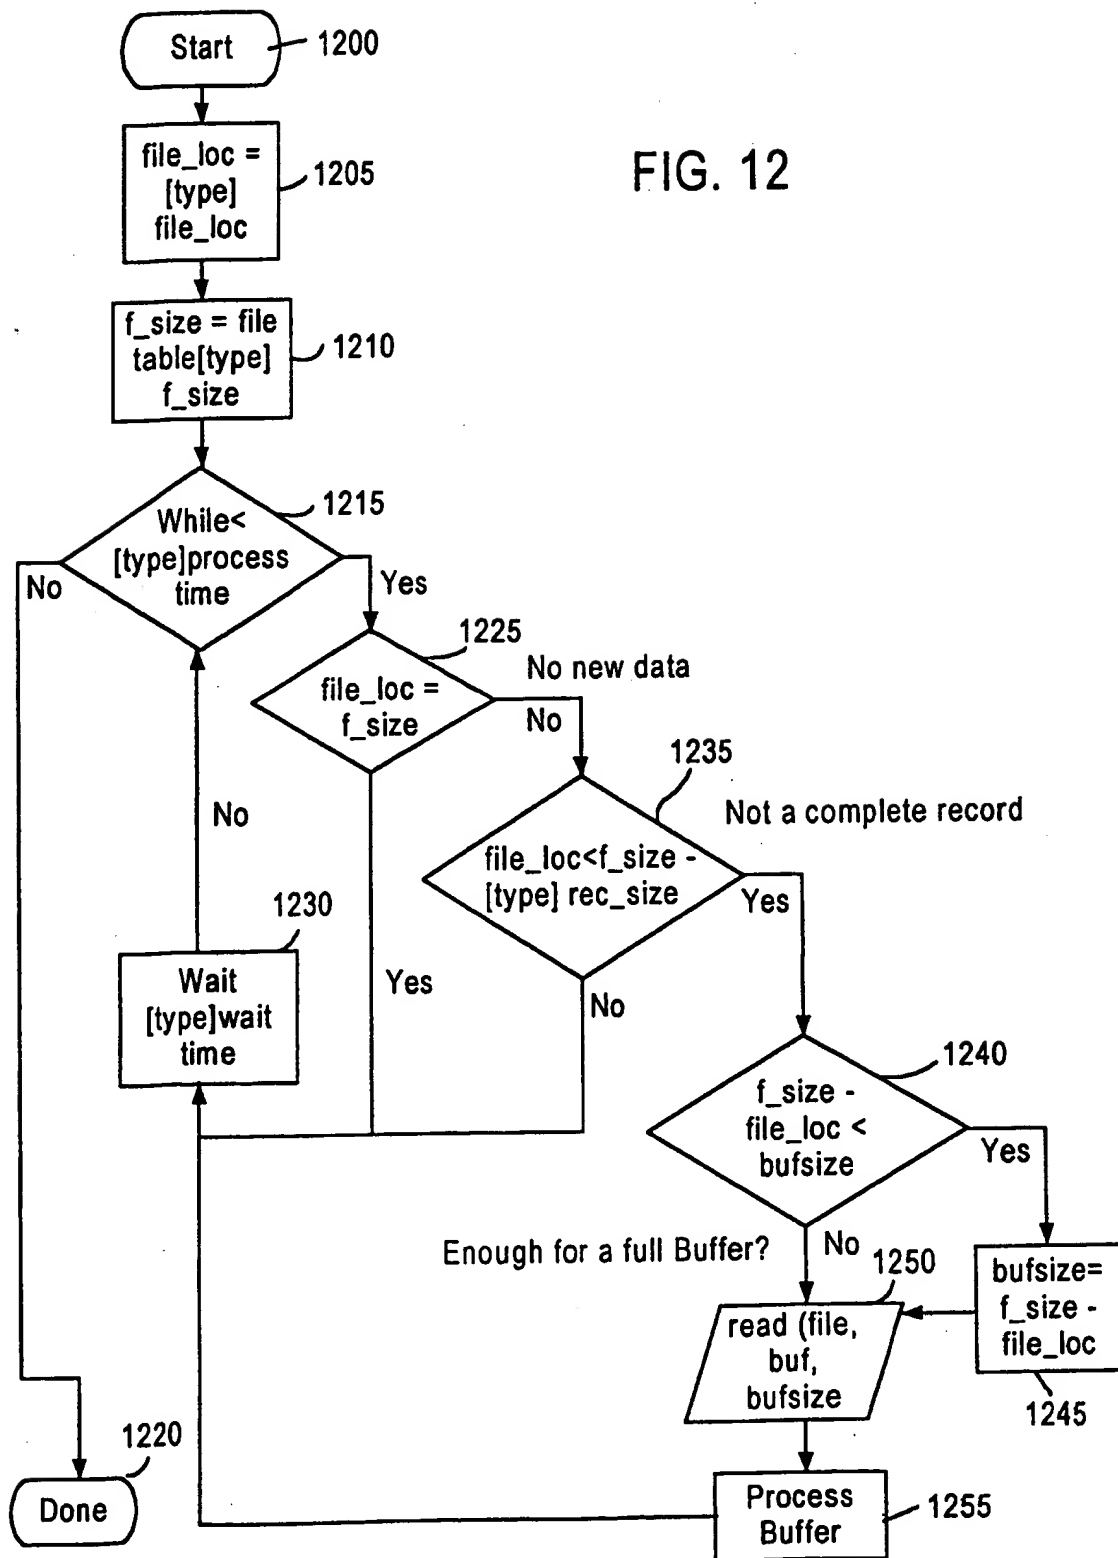 Start
1200
file_loc =
[type]
file_loc
1205
FIG. 12
f_size = file
table[type]
f_size
1210
While<
[type]process
time
1215
No
Yes
file_loc =
f_size
1225
No new data
No
Yes
file_loc<f_size -
[type] rec_size
1235
Not a complete record
Yes
No
No
Wait
[type]wait
time
1230
f_size -
file_loc <
bufsize
1240
Yes
No
Enough for a full Buffer?
bufsize=
f_size -
file_loc
1245
read (file,
buf,
bufsize
1250
Process
Buffer
1255
Done
1220